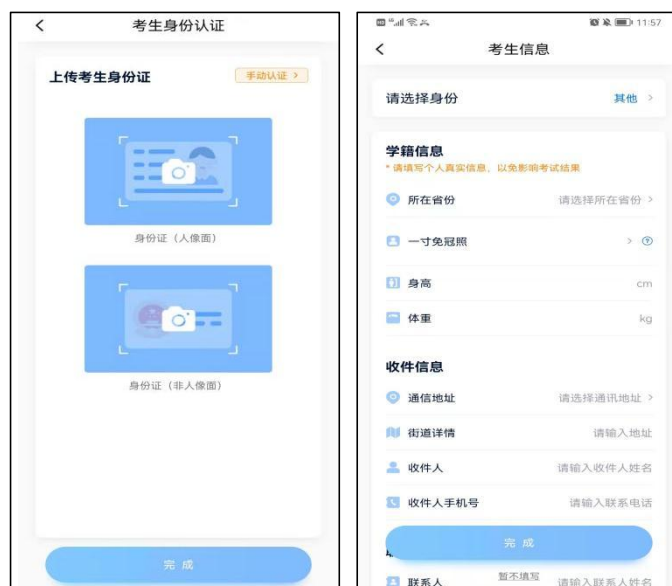 考生身份认证
上传考生身份证
手动认证 >
身份证（人像面）
身份证（非人像面）
完成
11:57
考生信息
请选择身份 其他 >
学籍信息
* 请填写个人真实信息，以免影响考试结果
所在省份 请选择所在省份 >
一寸免冠照 > ?
身高 cm
体重 kg
收件信息
通信地址 请选择通讯地址 >
街道详情 请输入地址
收件人 请输入收件人姓名
收件人手机号 请输入联系电话
完成
暂不填写
联系人 请输入联系人姓名